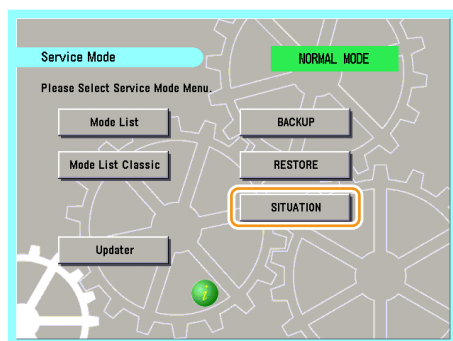 Service Mode
NORMAL MODE
Please Select Service Mode Menu.
Mode List
BACKUP
Mode List Classic
RESTORE
SITUATION
Updater
i